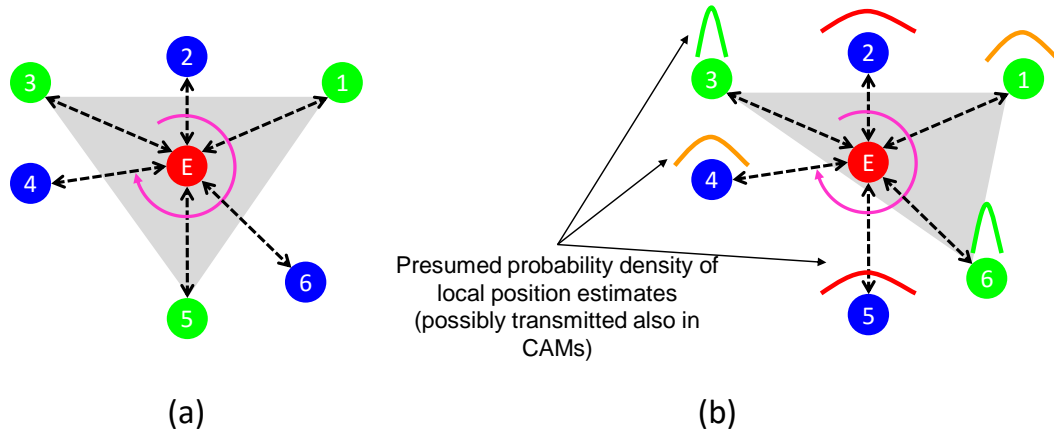 2
3
1
E
4
6
5
(a)
2
3
1
E
4
6
5
Presumed probability density of
local position estimates
(possibly transmitted also in
CAMs)
(b)